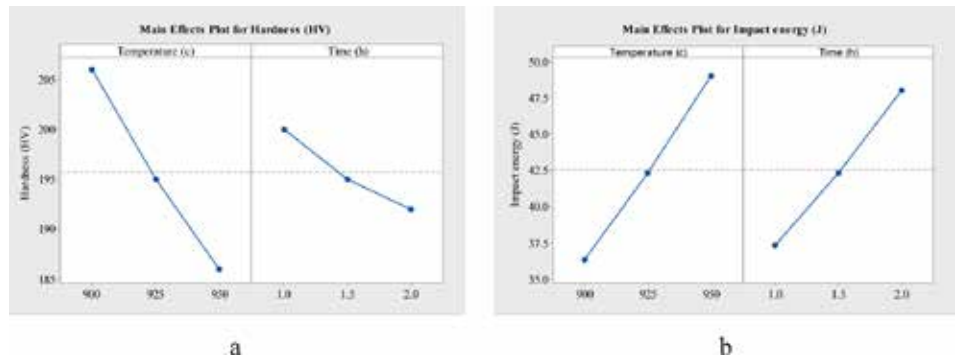 Main Effects Plot for Hardness (HV)
Temperature (c)
Time (h)
Hardness (HV)
205
200
195
190
185
900
925
950
1.0
1.5
2.0
a
Main Effects Plot for Impact energy (J)
Temperature (c)
Time (h)
Impact energy (J)
50.0
47.5
45.0
42.5
40.0
37.5
35.0
900
925
950
1.0
1.5
2.0
b